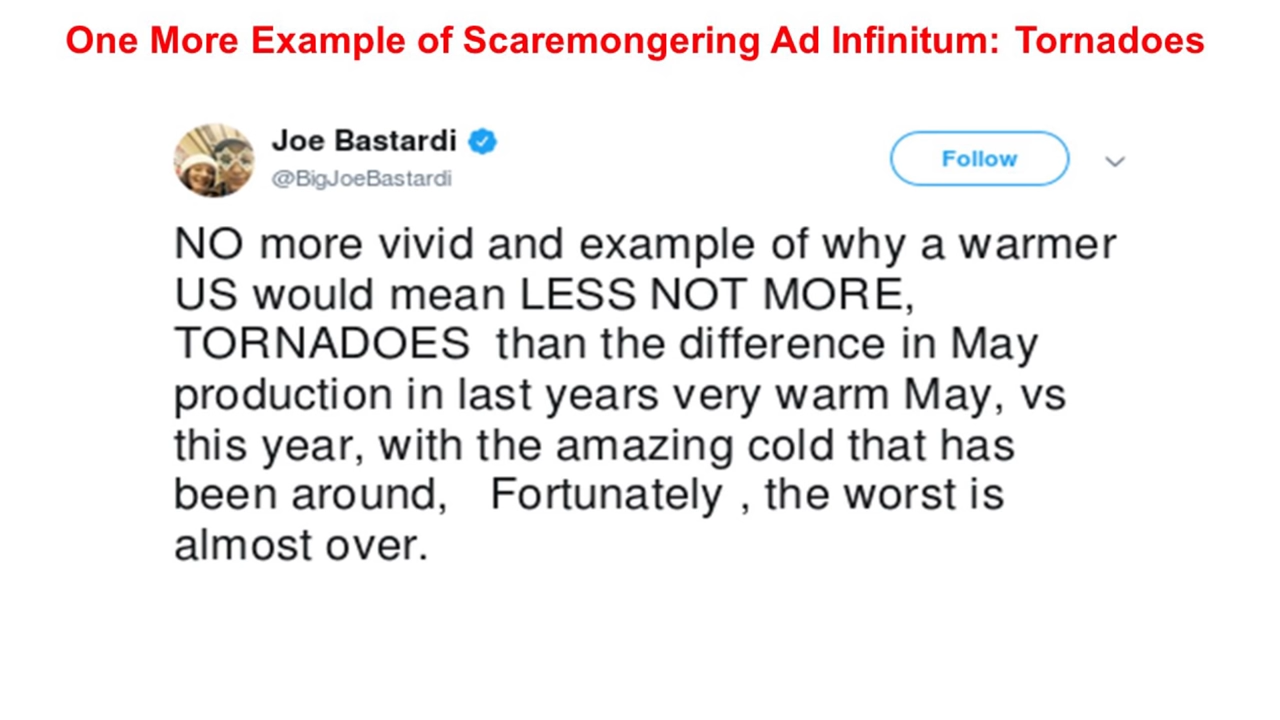 One More Example of Scaremongering Ad Infinitum: Tornadoes
Joe Bastardi
@BigJoeBastardi
Follow
NO more vivid and example of why a warmer
US would mean LESS NOT MORE,
TORNADOES than the difference in May
production in last years very warm May, vs
this year, with the amazing cold that has
been around, Fortunately , the worst is
almost over.